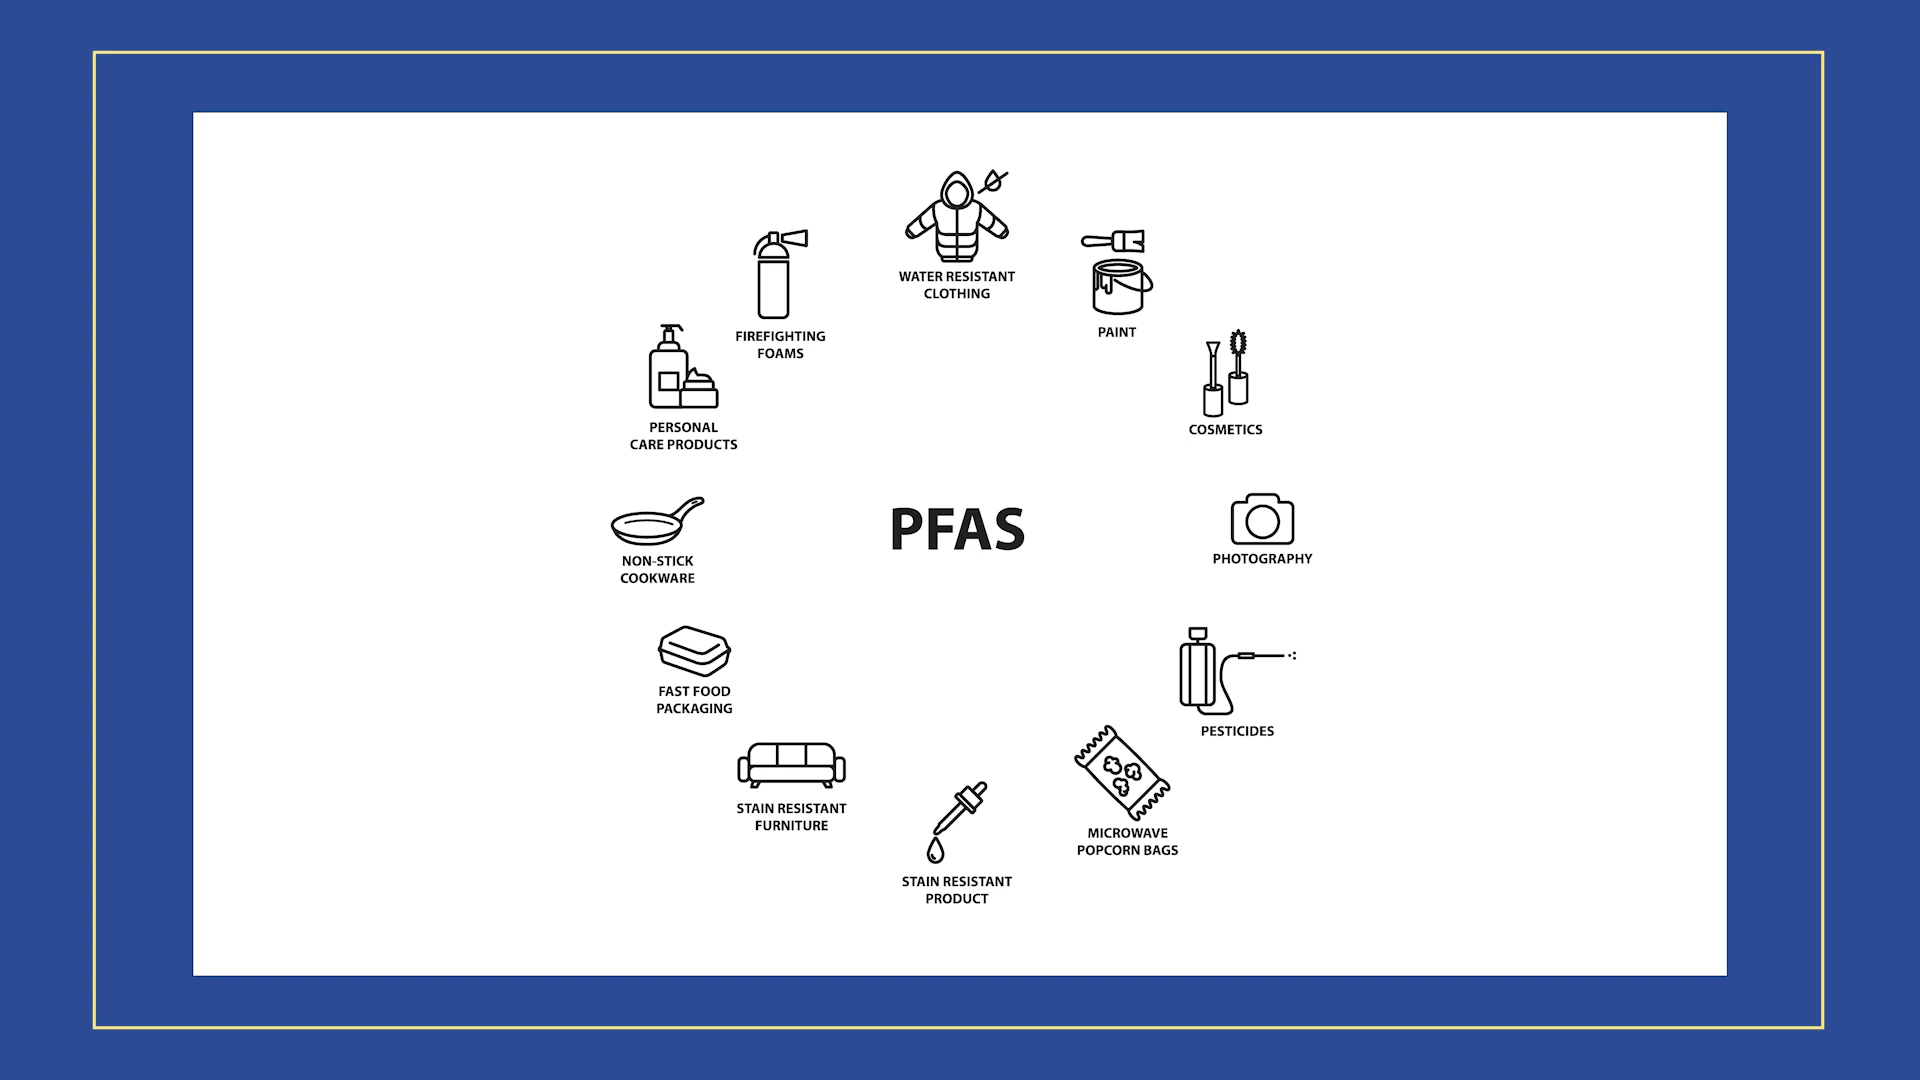 WATER RESISTANT
CLOTHING
PAINT
FIREFIGHTING
FOAMS
PERSONAL
CARE PRODUCTS
COSMETICS
PFAS
NON-STICK
COOKWARE
PHOTOGRAPHY
FAST FOOD
PACKAGING
PESTICIDES
STAIN RESISTANT
FURNITURE
MICROWAVE
POPCORN BAGS
STAIN RESISTANT
PRODUCT